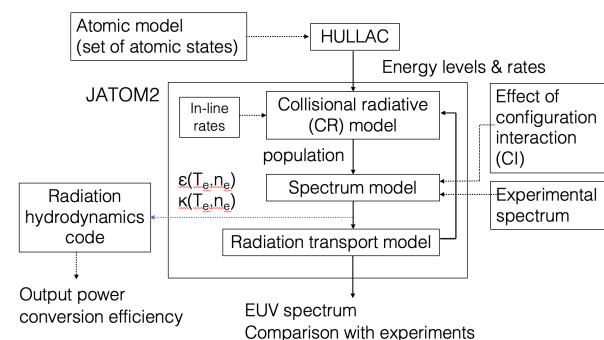 Atomic model
(set of atomic states)
HULLAC
Energy levels & rates
JATOM2
In-line
rates
Collisional radiative
(CR) model
Effect of
configuration
interaction
(CI)
population
ε(Te,ne)
κ(Te,ne)
Spectrum model
Experimental
spectrum
Radiation
hydrodynamics
code
Radiation transport model
Output power
conversion efficiency
EUV spectrum
Comparison with experiments